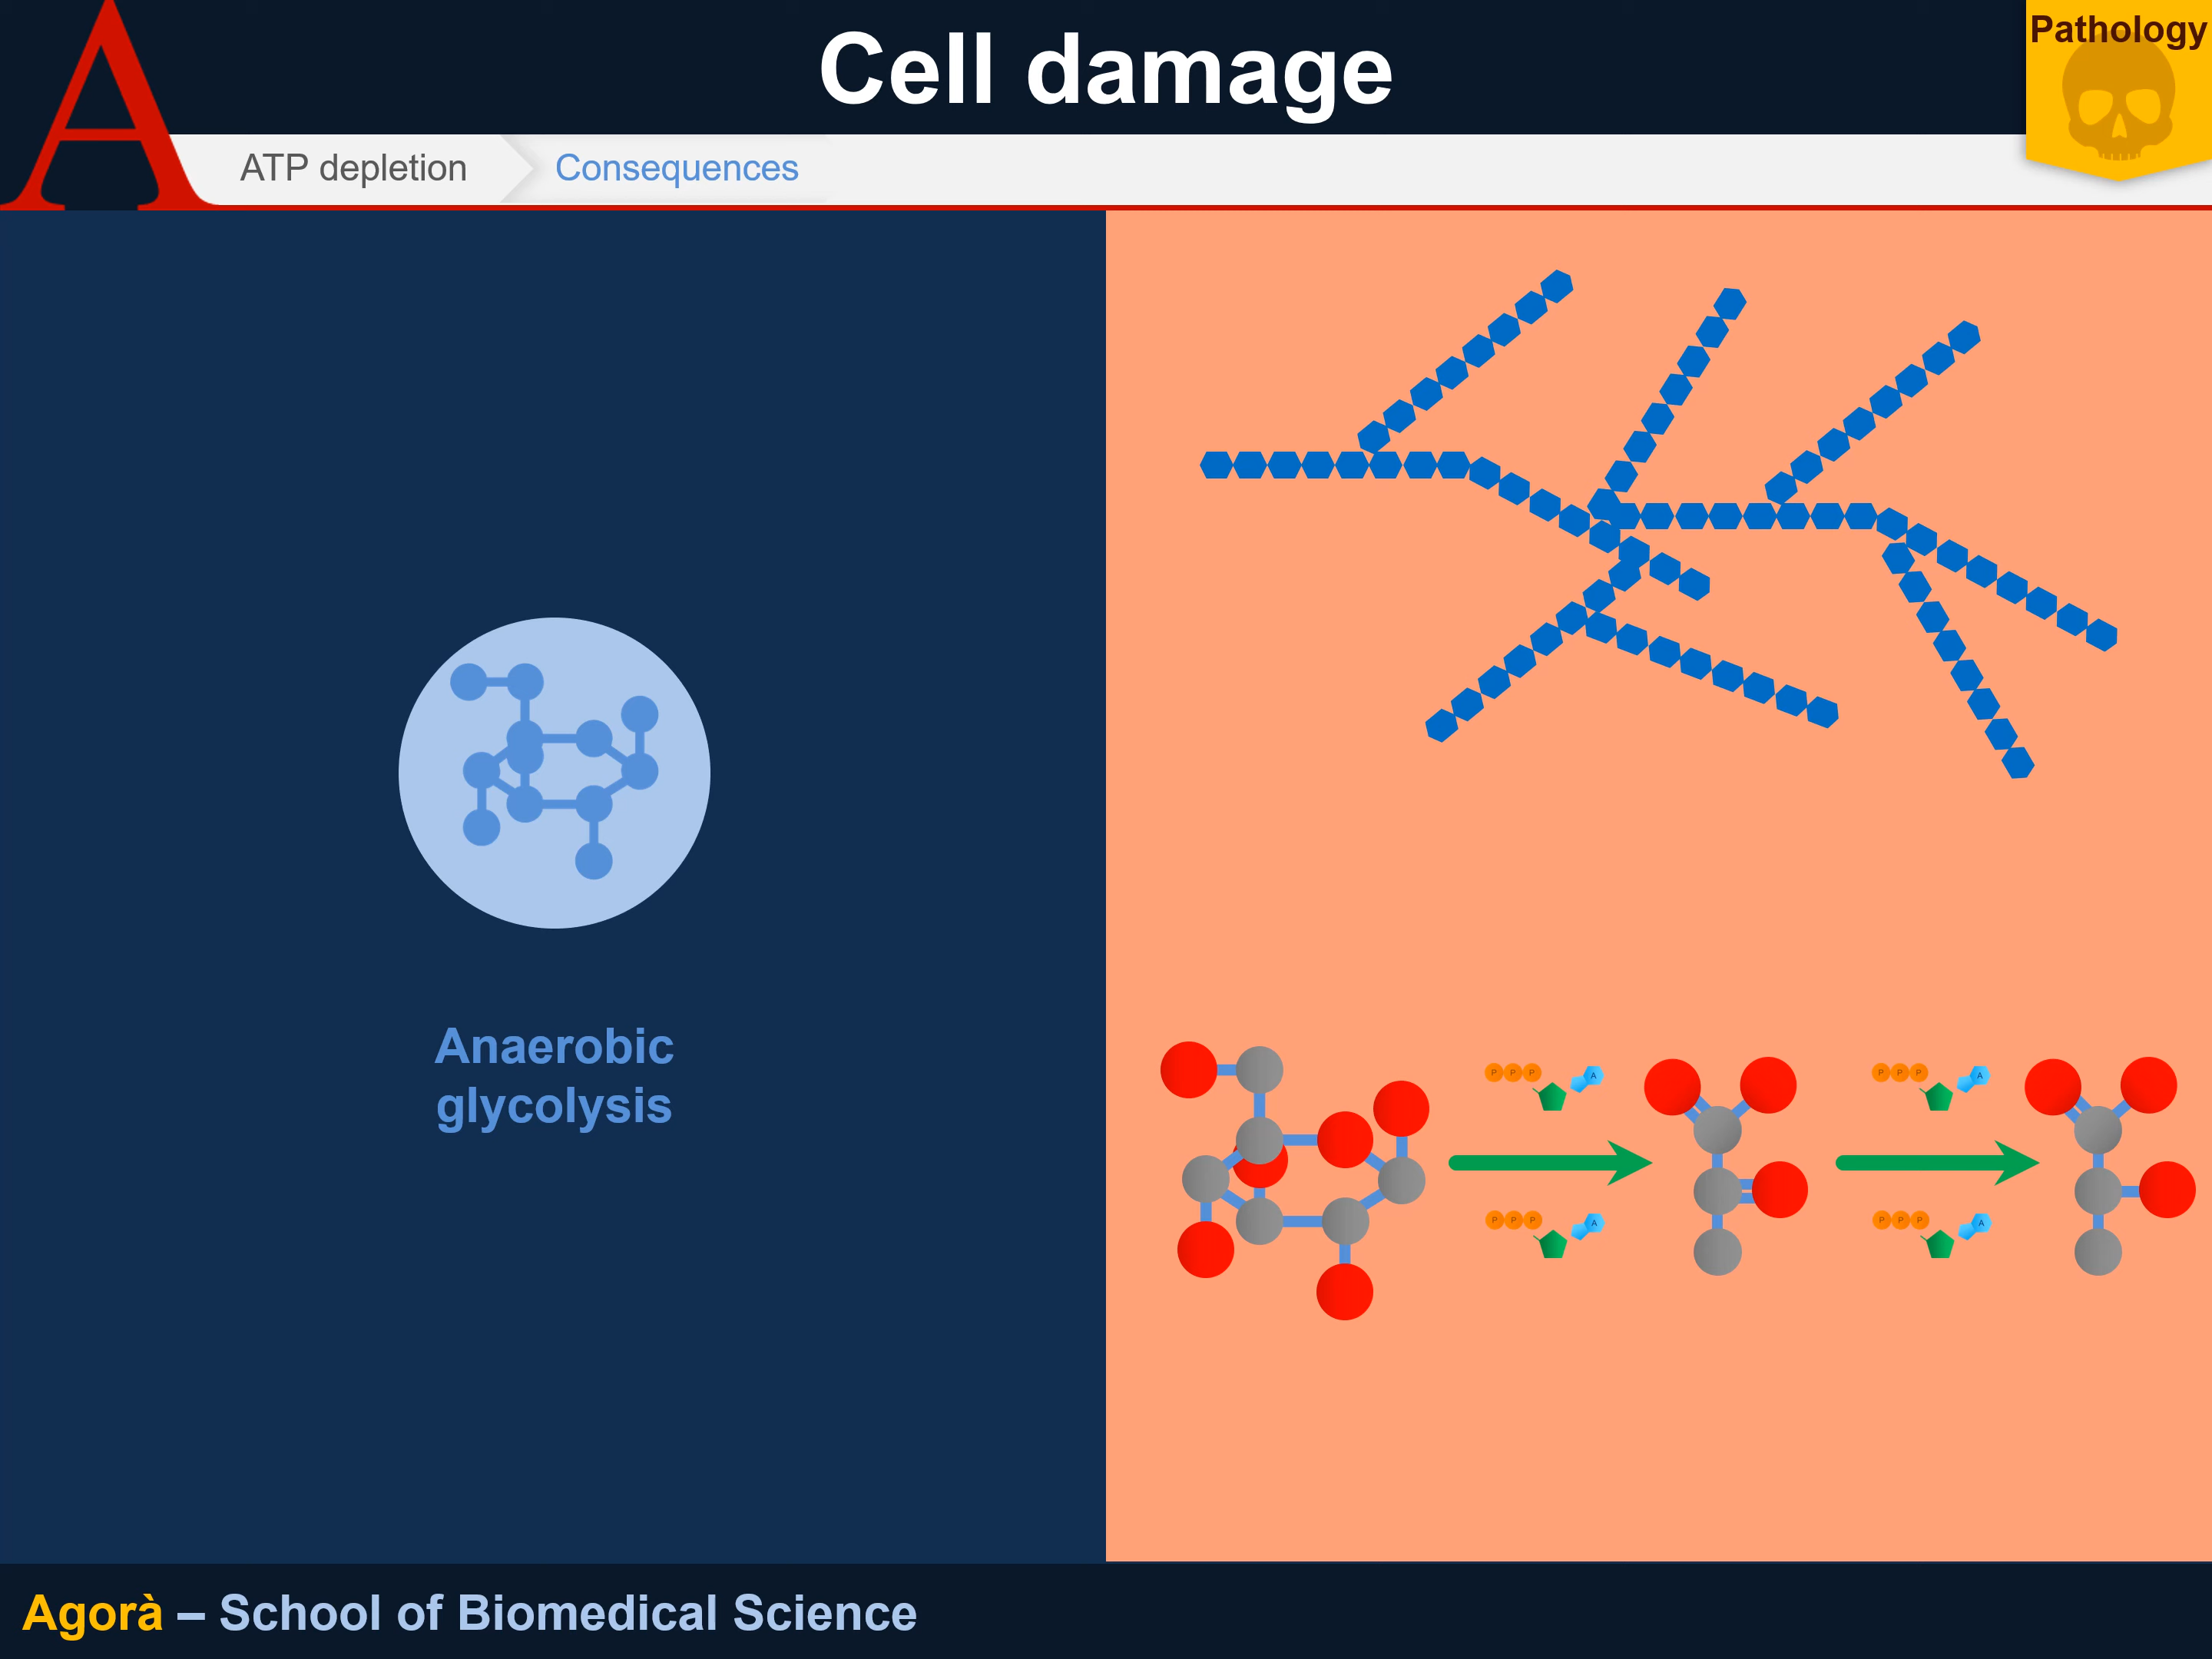 Cell damage
Pathology
A
ATP depletion
Consequences
Anaerobic
glycolysis
P P P A
P P P A
P P P A
P P P A
Agorà – School of Biomedical Science